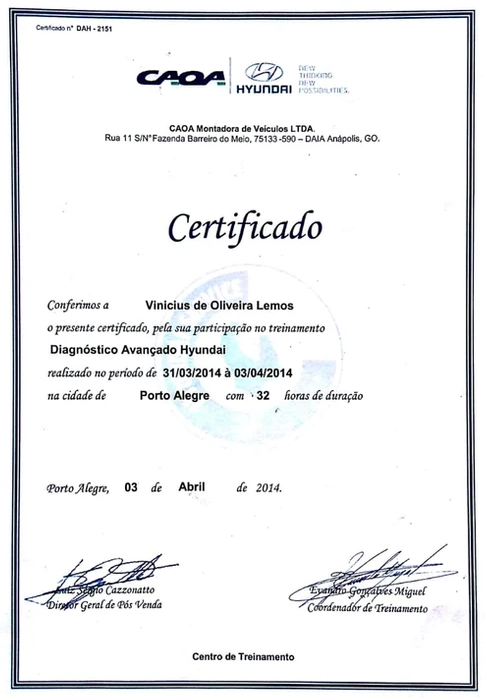 Certificado nº DAH - 2151
CAOA
HYUNDAI
NEW
THINKING.
NEW
POSSIBILITIES.
CAOA Montadora de Veículos LTDA.
Rua 11 S/N°Fazenda Barreiro do Meio, 75133 -590 – DAIA Anápolis, GO.
Certificado
Conferimos a Vinicius de Oliveira Lemos
o presente certificado, pela sua participação no treinamento
Diagnóstico Avançado Hyundai
realizado no período de 31/03/2014 à 03/04/2014
na cidade de Porto Alegre com 32 horas de duração
Porto Alegre, 03 de Abril de 2014.
Luiz Sérgio Cazzonatto
Diretor Geral de Pós Venda
Evandro Gonçalves Miguel
Coordenador de Treinamento
Centro de Treinamento